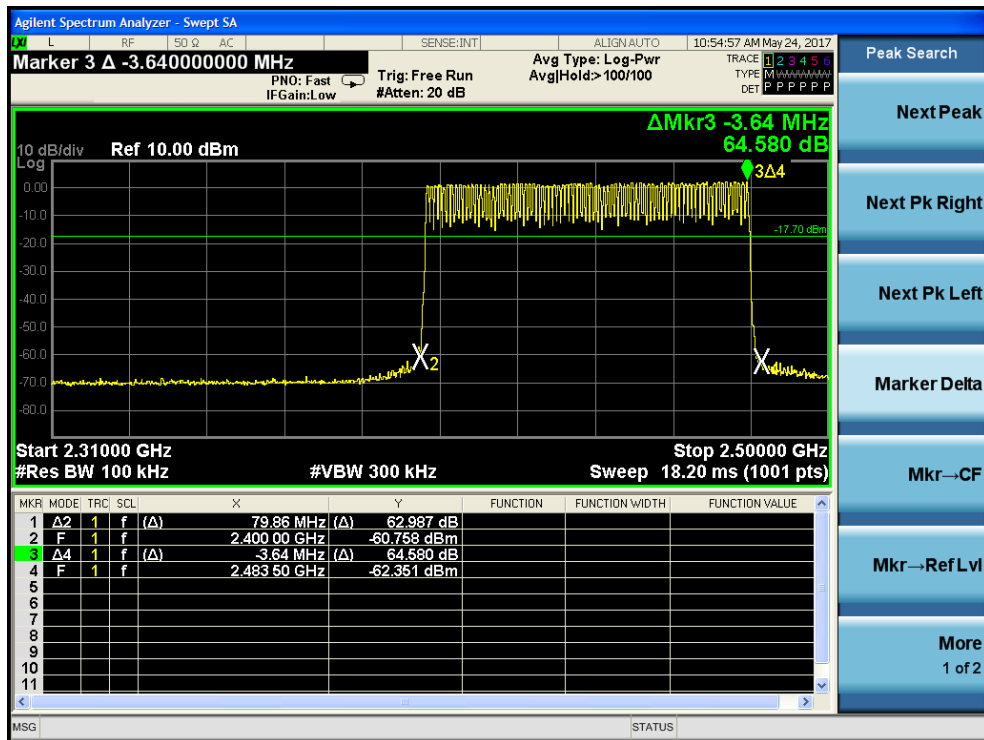 Agilent Spectrum Analyzer - Swept SA
LXI L RF 50 Ω AC SENSE:INT ALIGN AUTO 10:54:57 AM May 24, 2017
Marker 3 Δ -3.640000000 MHz
PNO: Fast
IFGain:Low
Trig: Free Run
#Atten: 20 dB
Avg Type: Log-Pwr
Avg|Hold:> 100/100
TRACE 1 2 3 4 5 6
TYPE M WWWWW
DET P P P P P P
Peak Search
Next Peak
Next Pk Right
Next Pk Left
Marker Delta
Mkr→CF
Mkr→Ref Lvl
More
1 of 2
ΔMkr3 -3.64 MHz
64.580 dB
10 dB/div Ref 10.00 dBm
Log
3Δ4
0.00
-10.0
-17.70 dBm
-20.0
-30.0
-40.0
-50.0
-60.0
2
-70.0
-80.0
Start 2.31000 GHz Stop 2.50000 GHz
#Res BW 100 kHz #VBW 300 kHz Sweep 18.20 ms (1001 pts)
MKR MODE TRC SCL X Y FUNCTION FUNCTION WIDTH FUNCTION VALUE
1 Δ2 1 f (Δ) 79.86 MHz (Δ) 62.987 dB
2 F 1 f 2.400 00 GHz -60.758 dBm
3 Δ4 1 f (Δ) -3.64 MHz (Δ) 64.580 dB
4 F 1 f 2.483 50 GHz -62.351 dBm
5
6
7
8
9
10
11
MSG STATUS